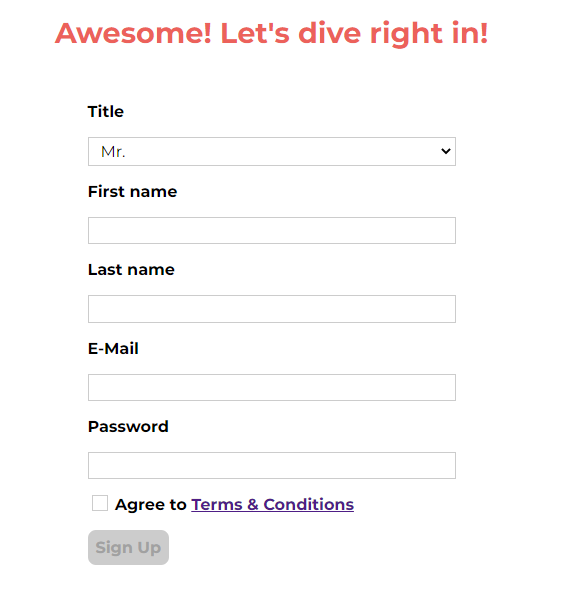 Awesome! Let's dive right in!
Title
Mr.
First name
Last name
E-Mail
Password
Agree to Terms & Conditions
Sign Up